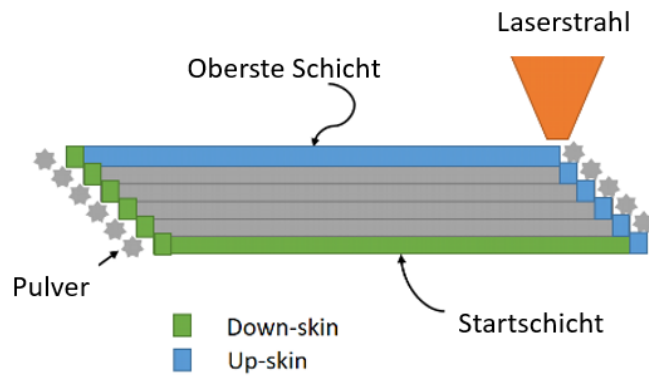 Laserstrahl
Oberste Schicht
Pulver
Startschicht
Down-skin
Up-skin